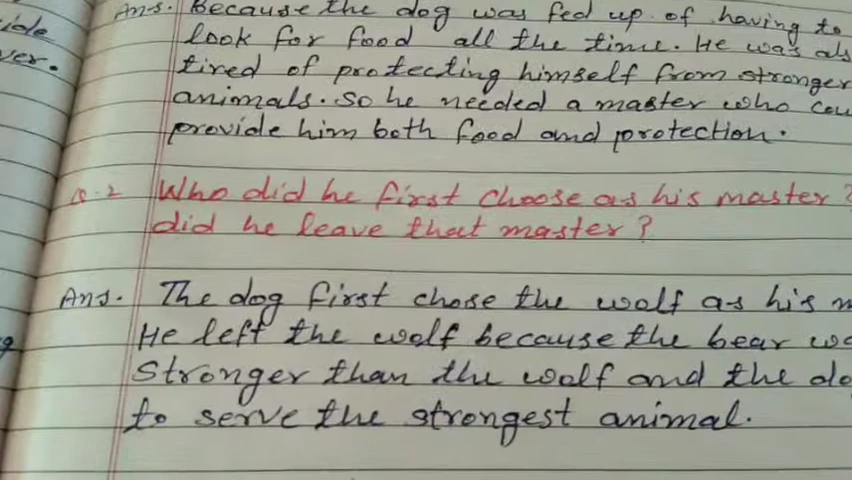 ide
ver.
Ans. Because the dog was fed up of having to
look for food all the time. He was als
tired of protecting himself from stronger
animals. So he needed a master who cou
provide him both food and protection.
Q.2 Who did he first choose as his master?
did he leave that master?
Ans. The dog first chose the wolf as his m
He left the wolf because the bear wa
Stronger than the wolf and the do
to serve the strongest animal.